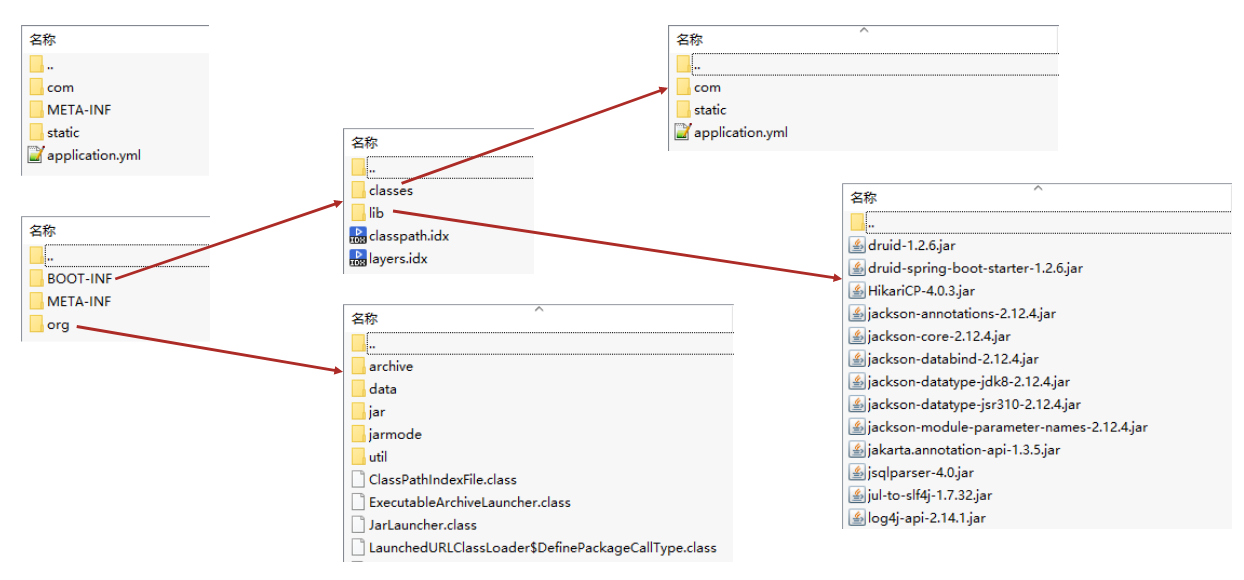 名称
..
com
META-INF
static
application.yml
名称
..
BOOT-INF
META-INF
org
名称
..
classes
lib
classpath.idx
layers.idx
名称
..
archive
data
jar
jarmode
util
ClassPathIndexFile.class
ExecutableArchiveLauncher.class
JarLauncher.class
LaunchedURLClassLoader$DefinePackageCallType.class
名称
..
com
static
application.yml
名称
..
druid-1.2.6.jar
druid-spring-boot-starter-1.2.6.jar
HikariCP-4.0.3.jar
jackson-annotations-2.12.4.jar
jackson-core-2.12.4.jar
jackson-databind-2.12.4.jar
jackson-datatype-jdk8-2.12.4.jar
jackson-datatype-jsr310-2.12.4.jar
jackson-module-parameter-names-2.12.4.jar
jakarta.annotation-api-1.3.5.jar
jsqlparser-4.0.jar
jul-to-slf4j-1.7.32.jar
log4j-api-2.14.1.jar